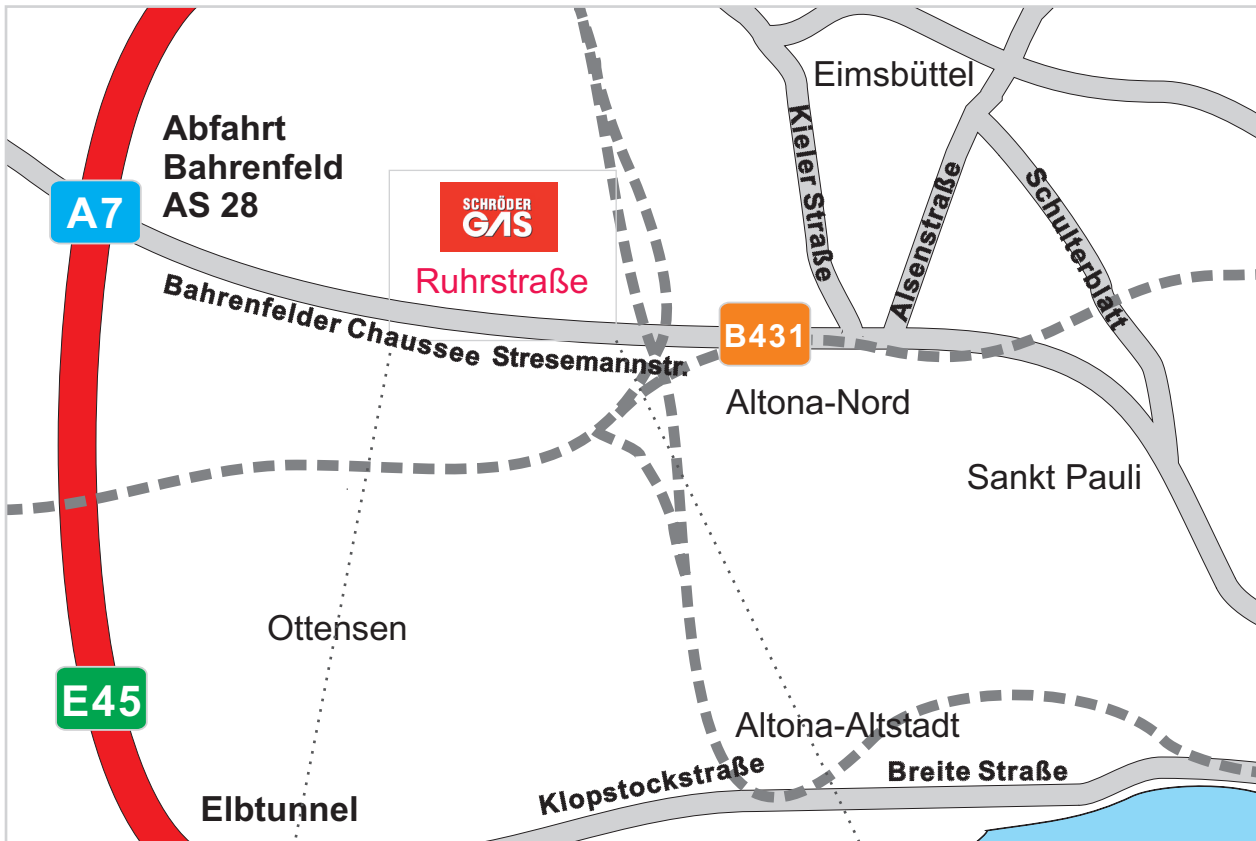 Eimsbüttel
Abfahrt
Bahrenfeld
AS 28
A7
SCHRÖDER
GAS
Ruhrstraße
Kieler Straße
Alsenstraße
Schulterblatt
Bahrenfelder Chaussee Stresemannstr.
B431
Altona-Nord
Sankt Pauli
Ottensen
E45
Altona-Altstadt
Klopstockstraße
Breite Straße
Elbtunnel